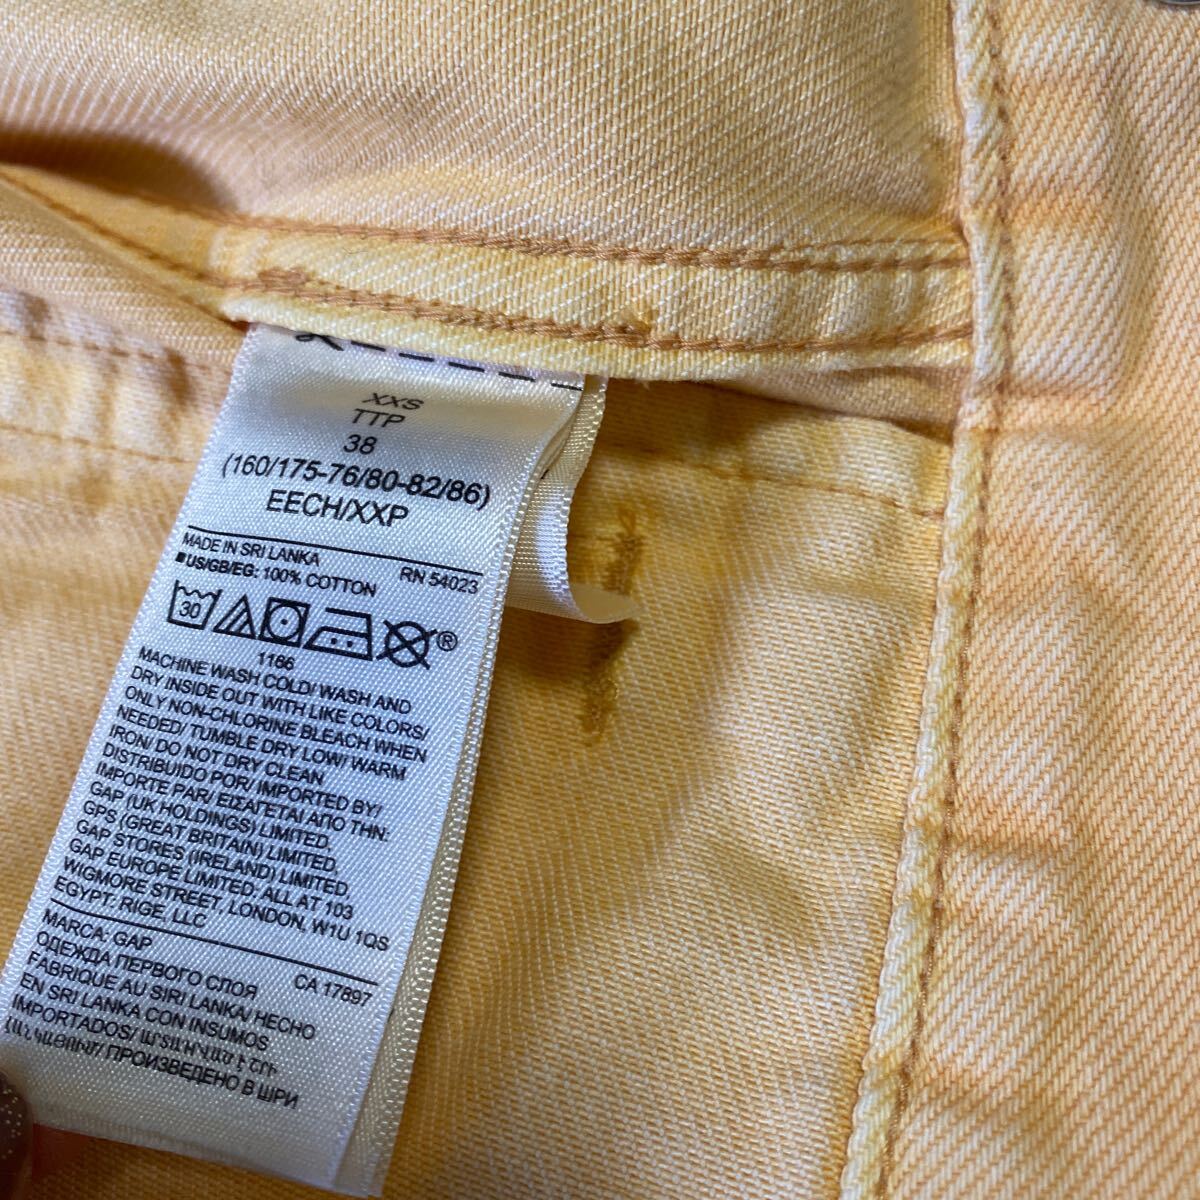 XXS
TTP
38
(160/175-76/80-82/86)
EECH/XXP
MADE IN SRI LANKA
RN 54023
US/GB/EG: 100% COTTON
30
®
1166
MACHINE WASH COLD/ WASH AND
DRY INSIDE OUT WITH LIKE COLORS/
ONLY NON-CHLORINE BLEACH WHEN
NEEDED/ TUMBLE DRY LOW/ WARM
IRON/ DO NOT DRY CLEAN
DISTRIBUIDO POR/ IMPORTED BY/
IMPORTE PAR/ ΕΙΣΑΓΕΤΑΙ ΑΠΟ ΤΗΝ:
GAP (UK HOLDINGS) LIMITED,
GPS (GREAT BRITAIN) LIMITED,
GAP STORES (IRELAND) LIMITED
GAP EUROPE LIMITED: ALL AT 103
WIGMORE STREET, LONDON, W1U 1QS
EGYPT: RIGE, LLC
MARCA: GAP
CA 17897
ОДЕЖДА ПЕРВОГО СЛОЯ
FABRIQUE AU SIRI LANKA/ HECHO
EN SRI LANKA CON INSUMOS
IMPORTADOS/
ПРОИЗВЕДЕНО В ШРИ